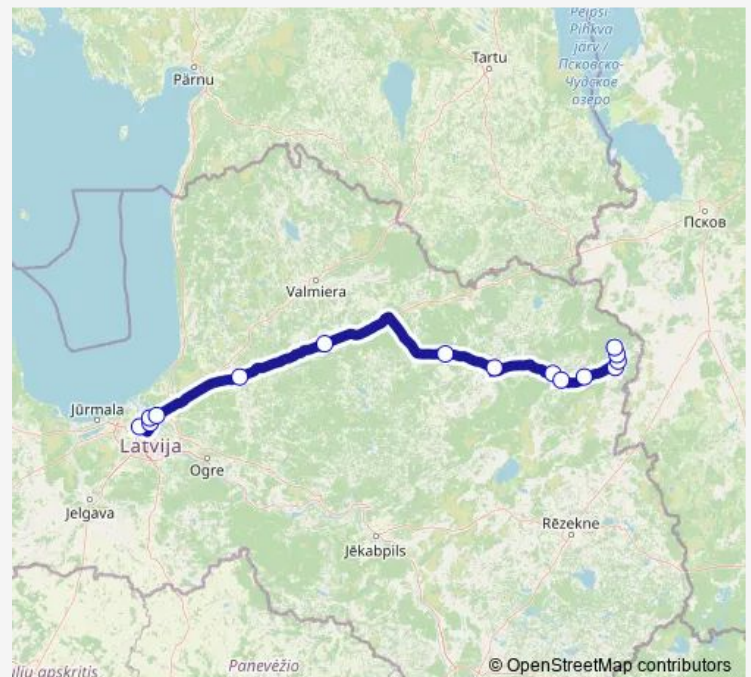 Peipsi-
Pihkva
järv /
Псковско-
Чудское
озеро
Tartu
Pärnu
Псков
Valmiera
Jūrmala
Latvija
Ogre
Jelgava
Rēzekne
Jēkabpils
Panevėžio
apskritis
© OpenStreetMap contributors